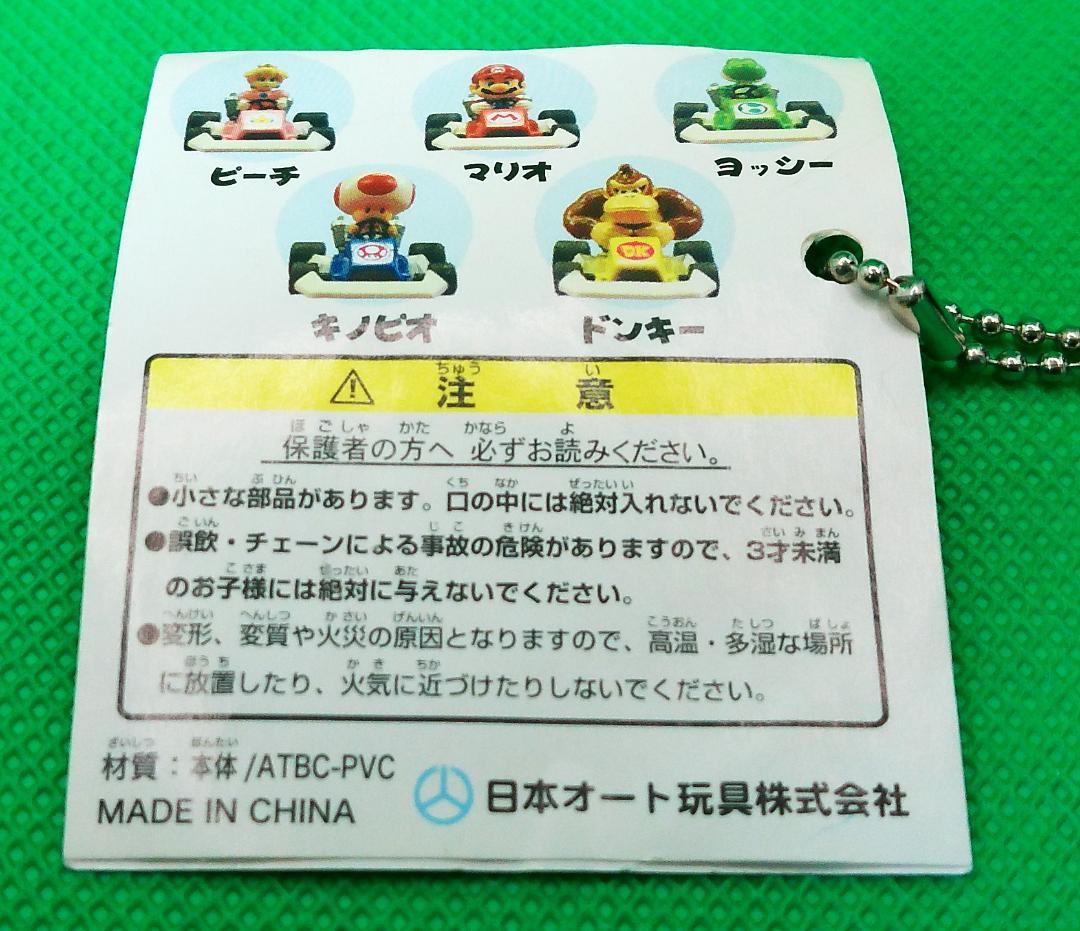 ピーチ マリオ ヨッシー
キノピオ ドンキー
⚠ 注意
保護者の方へ 必ずお読みください。
●小さな部品があります。口の中には絶対入れないでください。
●誤飲・チェーンによる事故の危険がありますので、3才未満
のお子様には絶対に与えないでください。
●変形、変質や火災の原因となりますので、高温・多湿な場所
に放置したり、火気に近づけたりしないでください。
材質：本体/ATBC-PVC
MADE IN CHINA
日本オート玩具株式会社